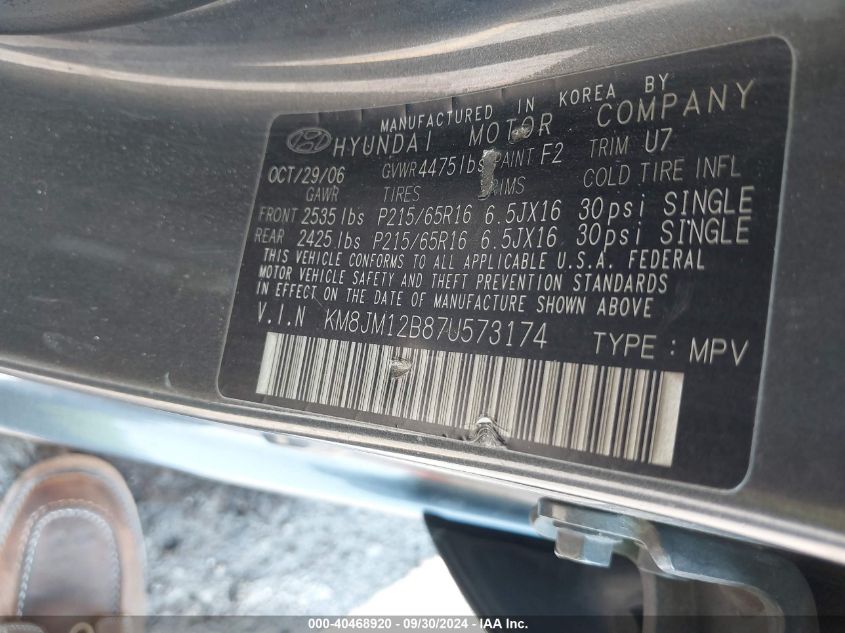 MANUFACTURED IN KOREA BY
HYUNDAI MOTOR COMPANY
OCT/29/06 GVWR 4475lbs PAINT F2 TRIM U7
GAWR TIRES RIMS COLD TIRE INFL
FRONT 2535 lbs P215/65R16 6.5JX16 30psi SINGLE
REAR 2425 lbs P215/65R16 6.5JX16 30psi SINGLE
THIS VEHICLE CONFORMS TO ALL APPLICABLE U.S.A. FEDERAL
MOTOR VEHICLE SAFETY AND THEFT PREVENTION STANDARDS
IN EFFECT ON THE DATE OF MANUFACTURE SHOWN ABOVE
V.I.N KM8JM12B87U573174 TYPE : MPV
000-40468920 - 09/30/2024 - IAA Inc.